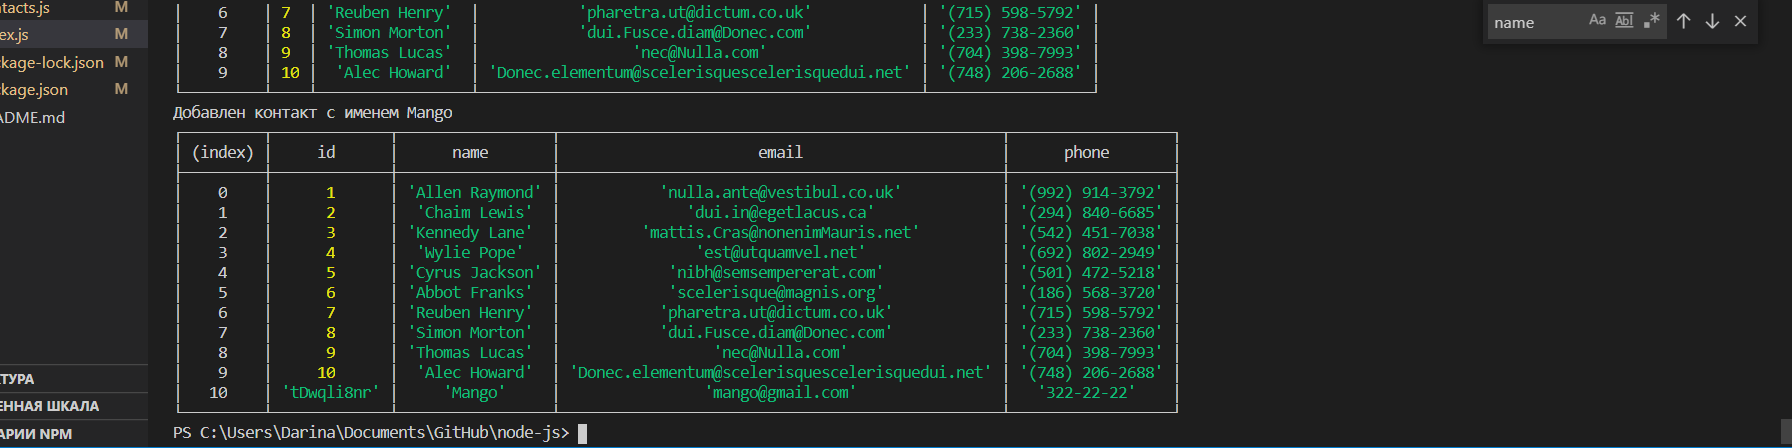 ntacts.js M
ex.js M
ckage-lock.json M
ckage.json M
ADME.md
КТУРА
ЕННАЯ ШКАЛА
АРИИ NPM
6 7 'Reuben Henry' 'pharetra.ut@dictum.co.uk' '(715) 598-5792'
7 8 'Simon Morton' 'dui.Fusce.diam@Donec.com' '(233) 738-2360'
8 9 'Thomas Lucas' 'nec@Nulla.com' '(704) 398-7993'
9 10 'Alec Howard' 'Donec.elementum@scelerisquescelerisquedui.net' '(748) 206-2688'
Добавлен контакт с именем Mango
(index) id name email phone
0 1 'Allen Raymond' 'nulla.ante@vestibul.co.uk' '(992) 914-3792'
1 2 'Chaim Lewis' 'dui.in@egetlacus.ca' '(294) 840-6685'
2 3 'Kennedy Lane' 'mattis.Cras@nonenimMauris.net' '(542) 451-7038'
3 4 'Wylie Pope' 'est@utquamvel.net' '(692) 802-2949'
4 5 'Cyrus Jackson' 'nibh@semsempererat.com' '(501) 472-5218'
5 6 'Abbot Franks' 'scelerisque@magnis.org' '(186) 568-3720'
6 7 'Reuben Henry' 'pharetra.ut@dictum.co.uk' '(715) 598-5792'
7 8 'Simon Morton' 'dui.Fusce.diam@Donec.com' '(233) 738-2360'
8 9 'Thomas Lucas' 'nec@Nulla.com' '(704) 398-7993'
9 10 'Alec Howard' 'Donec.elementum@scelerisquescelerisquedui.net' '(748) 206-2688'
10 'tDwqli8nr' 'Mango' 'mango@gmail.com' '322-22-22'
PS C:\Users\Darina\Documents\GitHub\node-js>
name Aa Abl .*